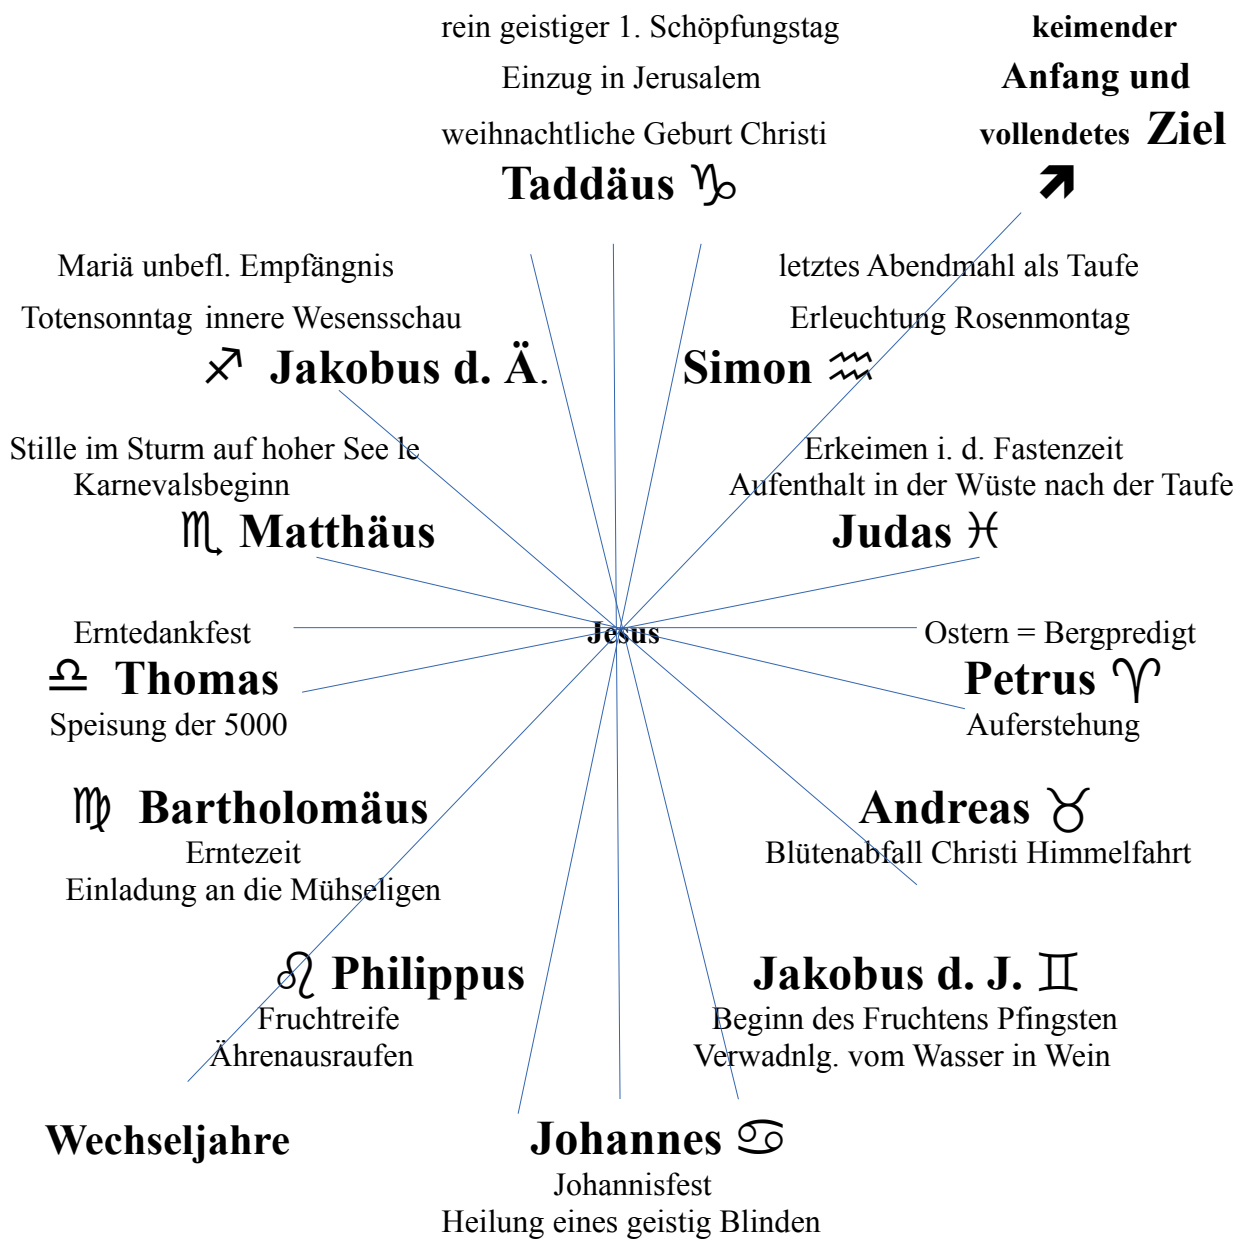 rein geistiger 1. Schöpfungstag
Einzug in Jerusalem
weihnachtliche Geburt Christi
Taddäus ♑
keimender
Anfang und
vollendetes Ziel
Mariä unbefl. Empfängnis
Totensonntag innere Wesensschau
♐ Jakobus d. Ä.
letztes Abendmahl als Taufe
Erleuchtung Rosenmontag
Simon ♒
Stille im Sturm auf hoher See le
Karnevalsbeginn
♏ Matthäus
Erkeimen i. d. Fastenzeit
Aufenthalt in der Wüste nach der Taufe
Judas ♓
Jesus
Erntedankfest
♎ Thomas
Speisung der 5000
Ostern = Bergpredigt
Petrus ♈
Auferstehung
♍ Bartholomäus
Erntezeit
Einladung an die Mühseligen
Andreas ♉
Blütenabfall Christi Himmelfahrt
♌ Philippus
Fruchtreife
Ährenausraufen
Jakobus d. J. ♊
Beginn des Fruchtens Pfingsten
Verwadnlg. vom Wasser in Wein
Wechseljahre
Johannes ♋
Johannisfest
Heilung eines geistig Blinden